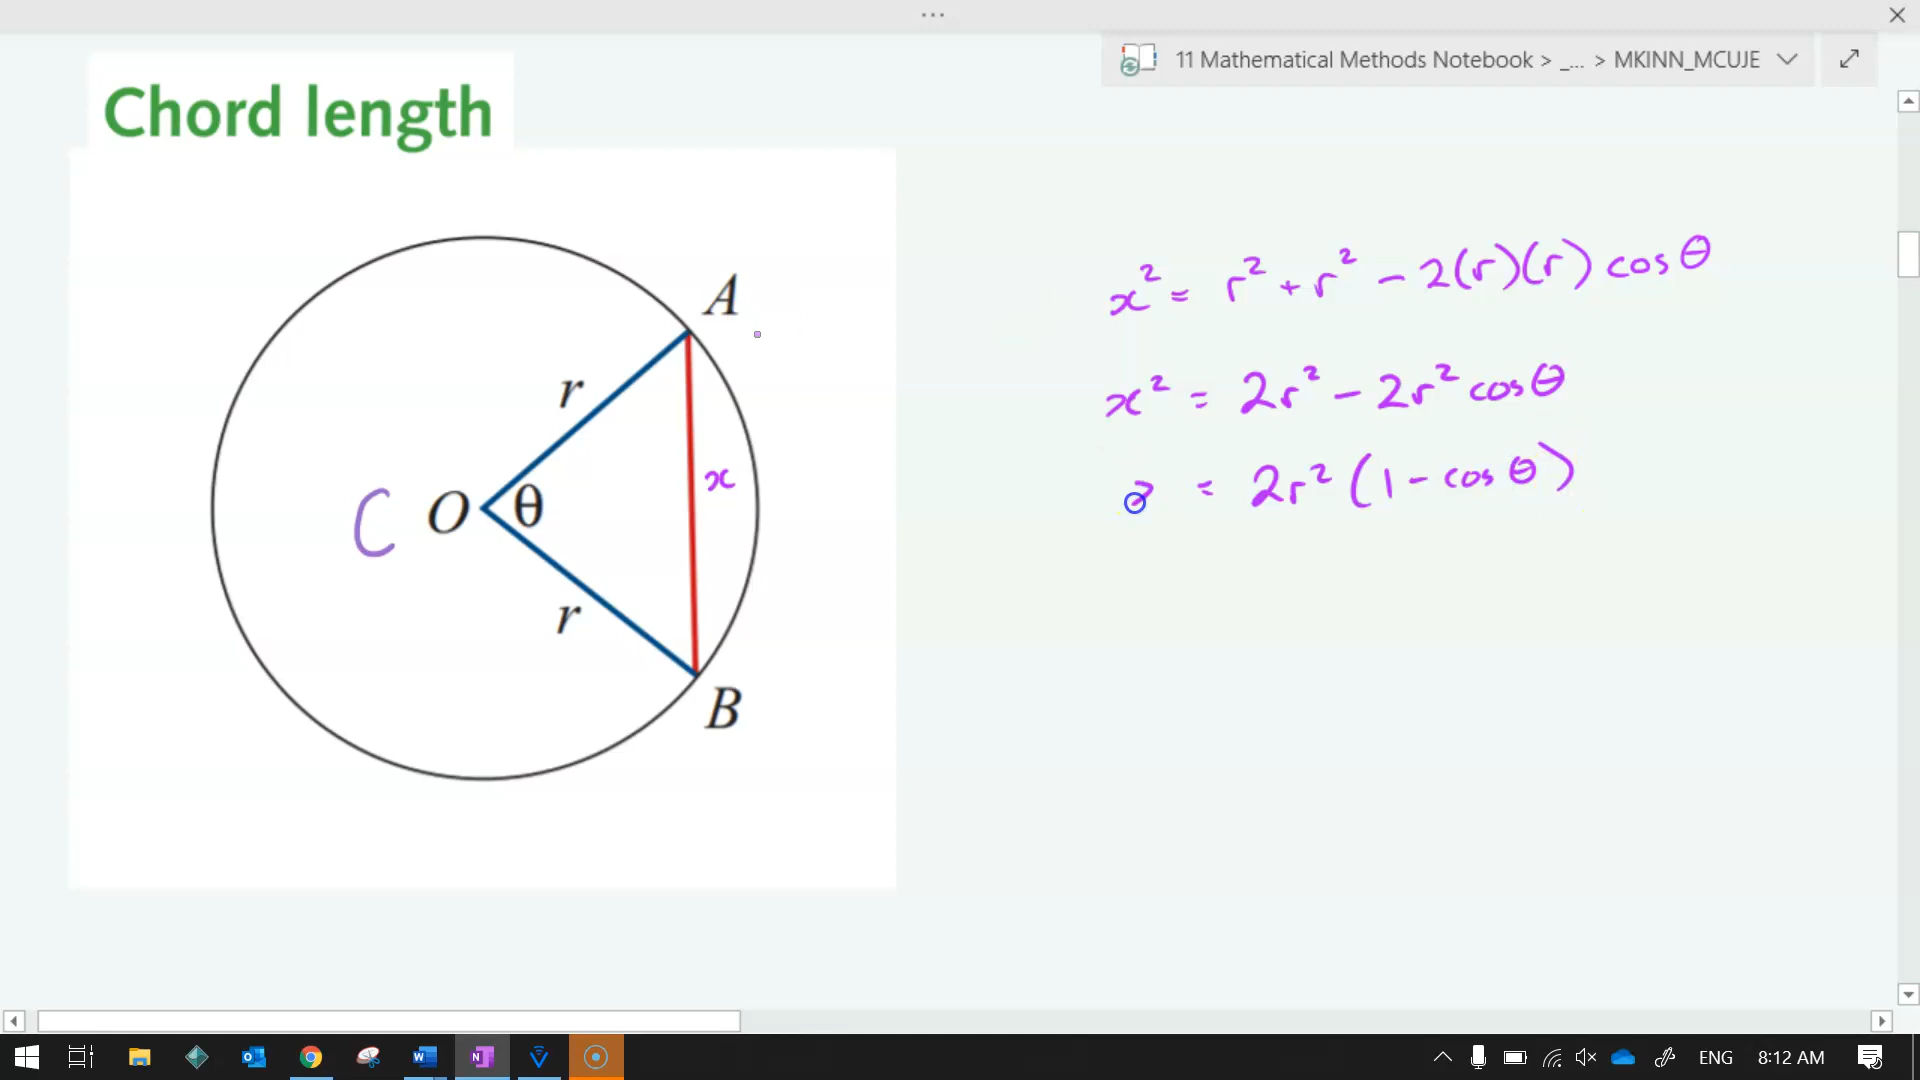 ...
11 Mathematical Methods Notebook > _... > MKINN_MCUJE
Chord length
A
r
x
C O θ
r
B
x² = r² + r² - 2(r)(r) cos θ
x² = 2r² - 2r² cos θ
= 2r² (1 - cos θ)
ENG 8:12 AM